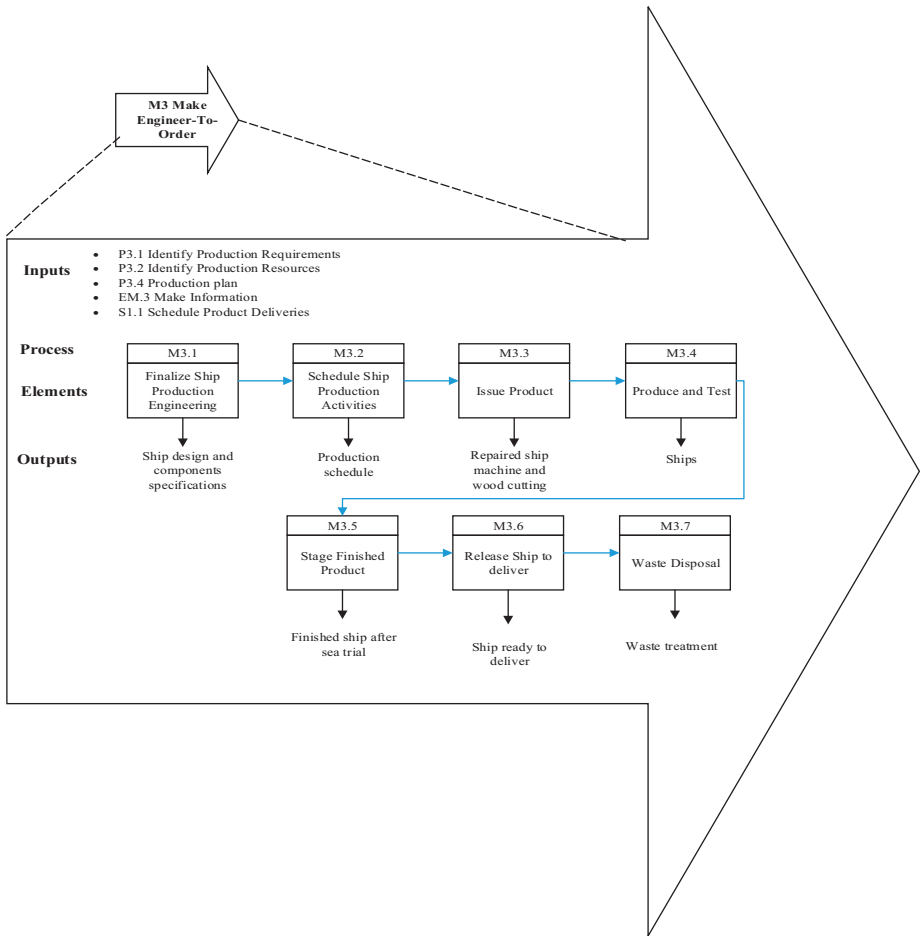 M3 Make
Engineer-To-
Order
Inputs
• P3.1 Identify Production Requirements
• P3.2 Identify Production Resources
• P3.4 Production plan
• EM.3 Make Information
• S1.1 Schedule Product Deliveries
Process
Elements
Outputs
M3.1
Finalize Ship
Production
Engineering
Ship design and
components
specifications
M3.2
Schedule Ship
Production
Activities
Production
schedule
M3.3
Issue Product
Repaired ship
machine and
wood cutting
M3.4
Produce and Test
Ships
M3.5
Stage Finished
Product
Finished ship after
sea trial
M3.6
Release Ship to
deliver
Ship ready to
deliver
M3.7
Waste Disposal
Waste treatment